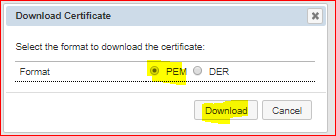 Download Certificate
Select the format to download the certificate:
Format PEM DER
Download Cancel